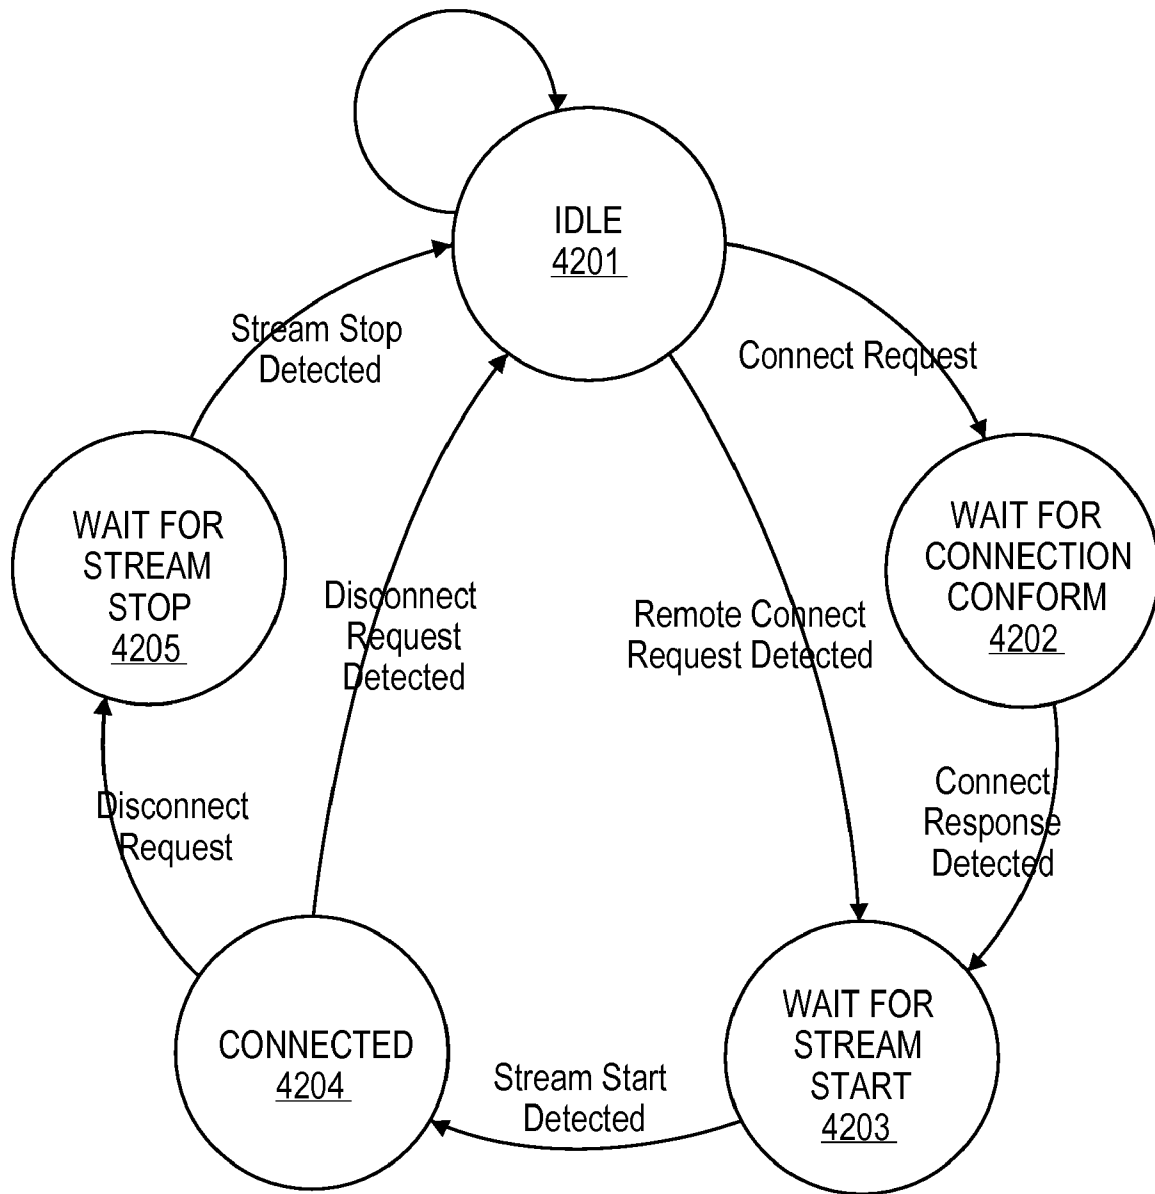 IDLE
4201
Stream Stop
Detected
Connect Request
WAIT FOR
STREAM
STOP
4205
WAIT FOR
CONNECTION
CONFORM
4202
Disconnect
Request
Detected
Remote Connect
Request Detected
Disconnect
Request
Connect
Response
Detected
CONNECTED
4204
Stream Start
Detected
WAIT FOR
STREAM
START
4203